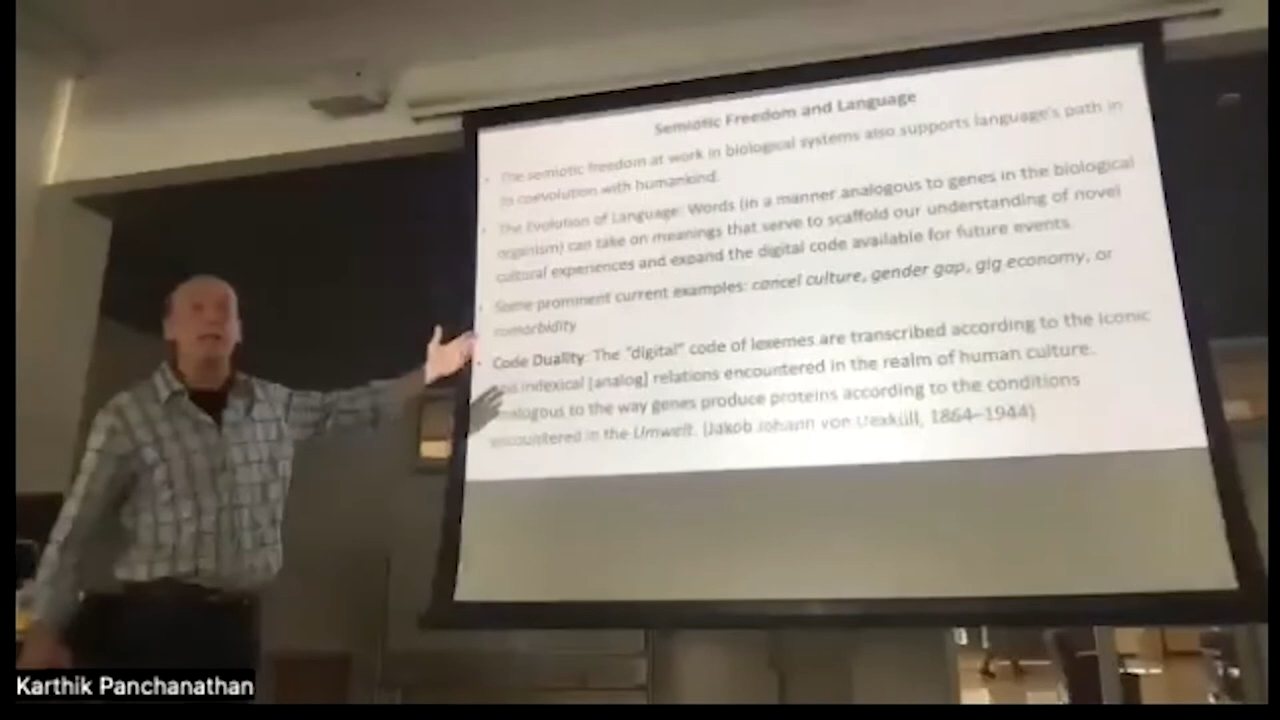 Semiotic Freedom and Language
The semiotic freedom at work in biological systems also supports language's path in
its coevolution with humankind.
The Evolution of Language: Words (in a manner analogous to genes in the biological
organism) can take on meanings that serve to scaffold our understanding of novel
cultural experiences and expand the digital code available for future events.
Some prominent current examples: cancel culture, gender gap, gig economy, or
comorbidity
Code Duality: The "digital" code of lexemes are transcribed according to the iconic
indexical [analog] relations encountered in the realm of human culture.
analogous to the way genes produce proteins according to the conditions
encountered in the Umwelt. (Jakob Johann von Uexküll, 1864–1944)
Karthik Panchanathan